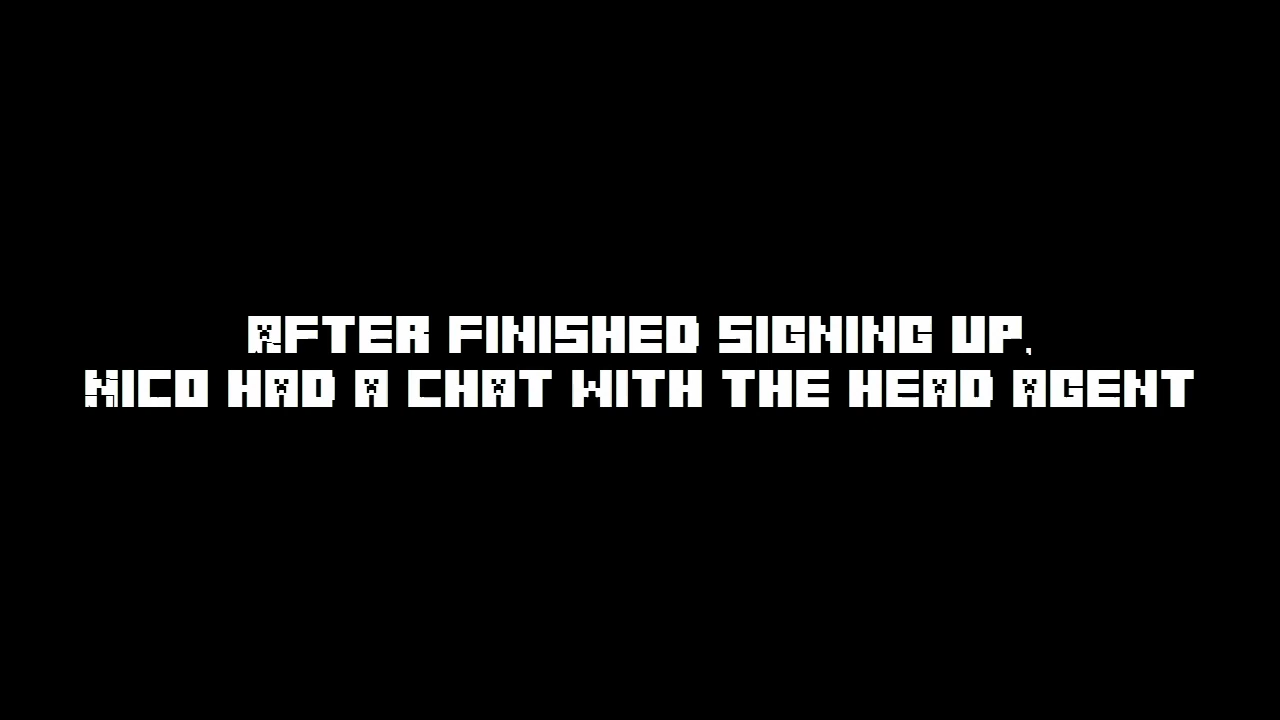 AFTER FINISHED SIGNING UP,
NICO HAD A CHAT WITH THE HEAD AGENT